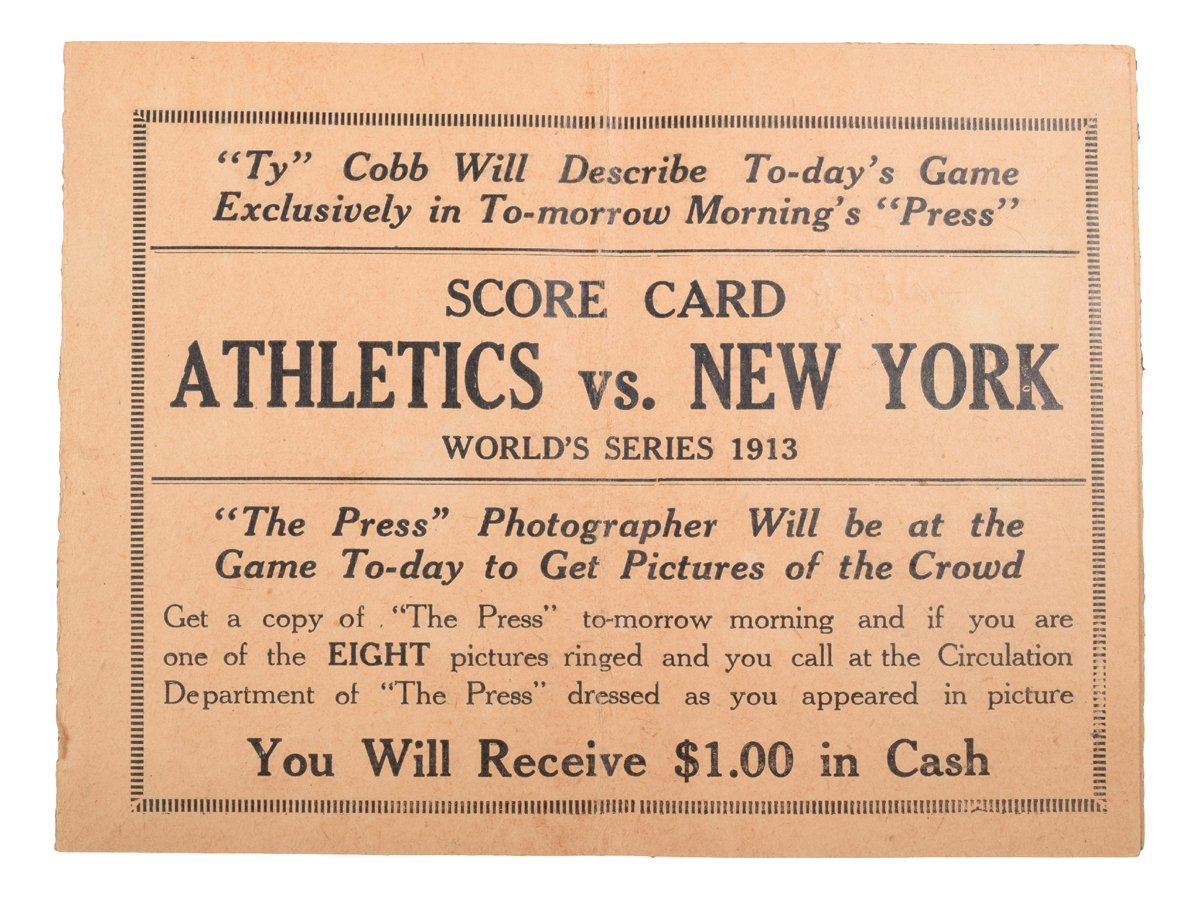 “Ty” Cobb Will Describe To-day's Game
Exclusively in To-morrow Morning's “Press”
SCORE CARD
ATHLETICS vs. NEW YORK
WORLD'S SERIES 1913
“The Press” Photographer Will be at the
Game To-day to Get Pictures of the Crowd
Get a copy of “The Press” to-morrow morning and if you are
one of the EIGHT pictures ringed and you call at the Circulation
Department of “The Press” dressed as you appeared in picture
You Will Receive $1.00 in Cash